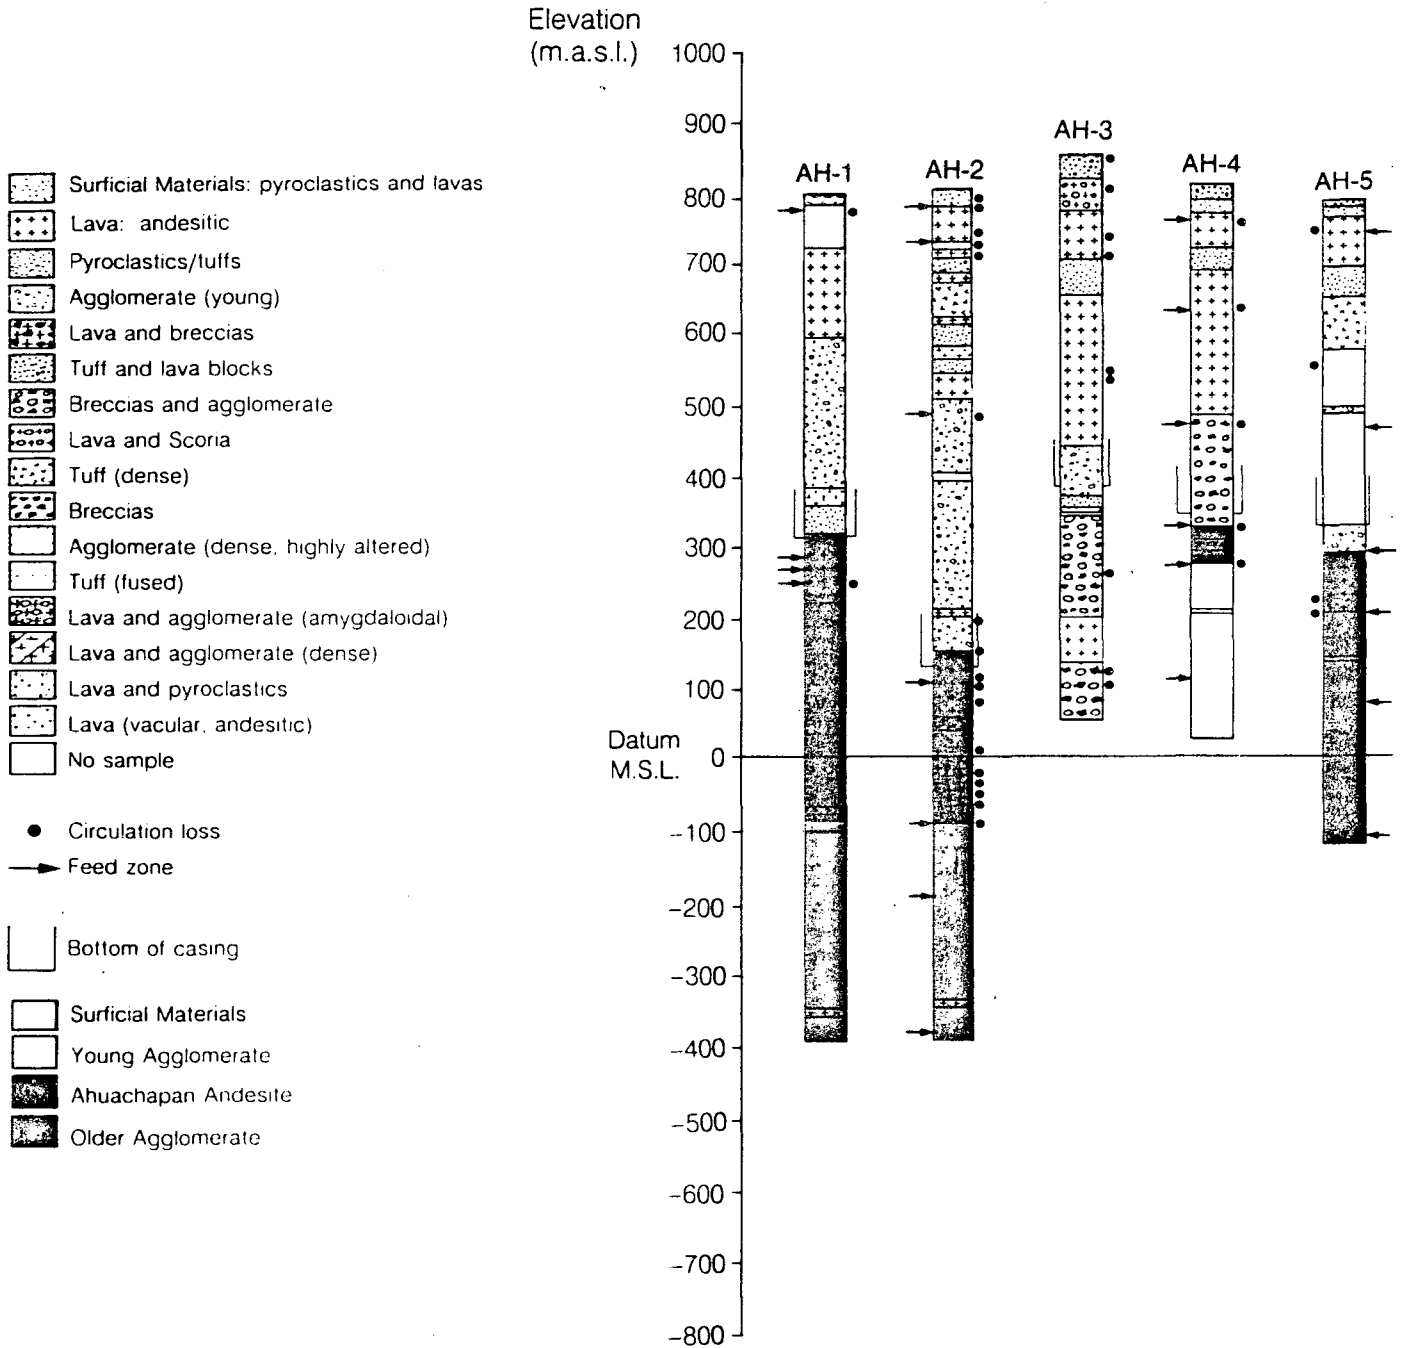 Elevation
(m.a.s.l.)
1000
900
800
700
600
500
400
300
200
100
Datum
M.S.L.
0
-100
-200
-300
-400
-500
-600
-700
-800
AH-1
AH-2
AH-3
AH-4
AH-5
Surficial Materials: pyroclastics and lavas
Lava: andesitic
Pyroclastics/tuffs
Agglomerate (young)
Lava and breccias
Tuff and lava blocks
Breccias and agglomerate
Lava and Scoria
Tuff (dense)
Breccias
Agglomerate (dense, highly altered)
Tuff (fused)
Lava and agglomerate (amygdaloidal)
Lava and agglomerate (dense)
Lava and pyroclastics
Lava (vacular, andesitic)
No sample
Circulation loss
Feed zone
Bottom of casing
Surficial Materials
Young Agglomerate
Ahuachapan Andesite
Older Agglomerate